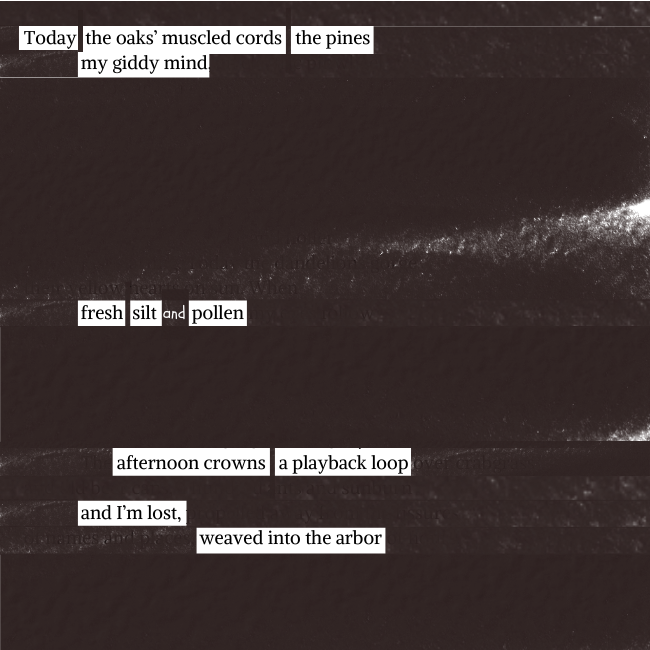 Today the oaks’ muscled cords the pines
my giddy mind
fresh silt and pollen
afternoon crowns a playback loop
and I’m lost,
weaved into the arbor